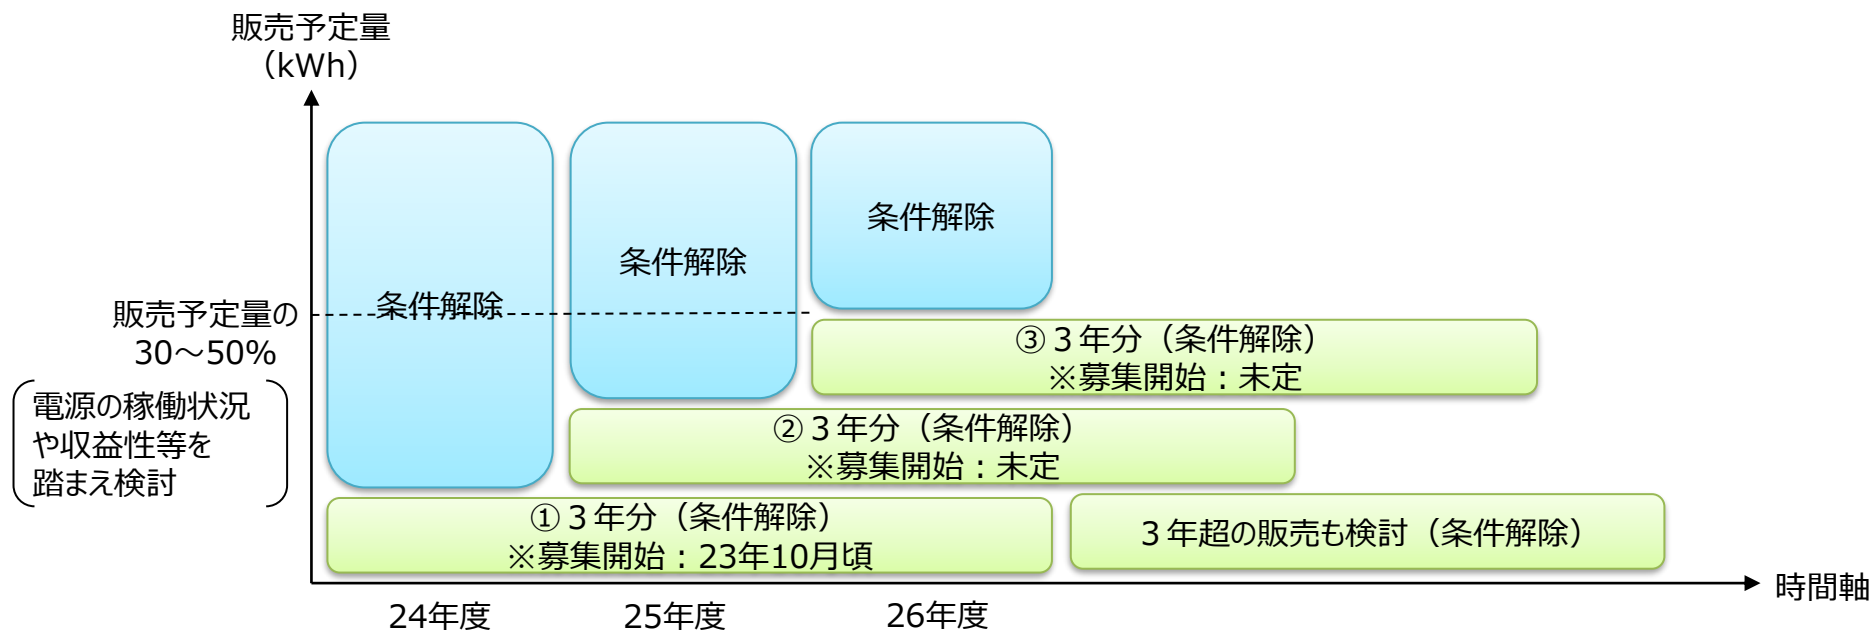 販売予定量
（kWh）
条件解除
条件解除
条件解除
販売予定量の
30～50%
電源の稼働状況
や収益性等を
踏まえ検討
③３年分（条件解除）
※募集開始：未定
②３年分（条件解除）
※募集開始：未定
①３年分（条件解除）
※募集開始：23年10月頃
３年超の販売も検討（条件解除）
時間軸
24年度
25年度
26年度